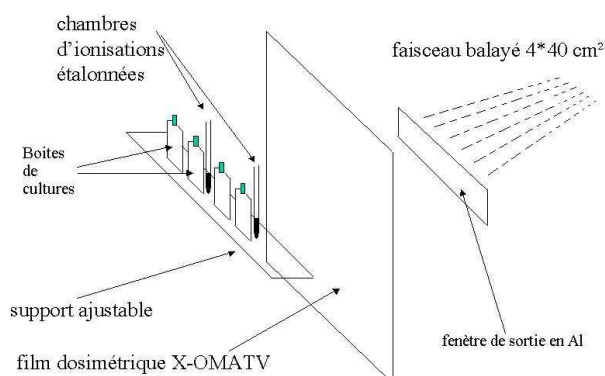 chambres
d'ionisations
étalonnées
faisceau balayé 4*40 cm²
Boites
de
cultures
support ajustable
fenêtre de sortie en Al
film dosimétrique X-OMATV